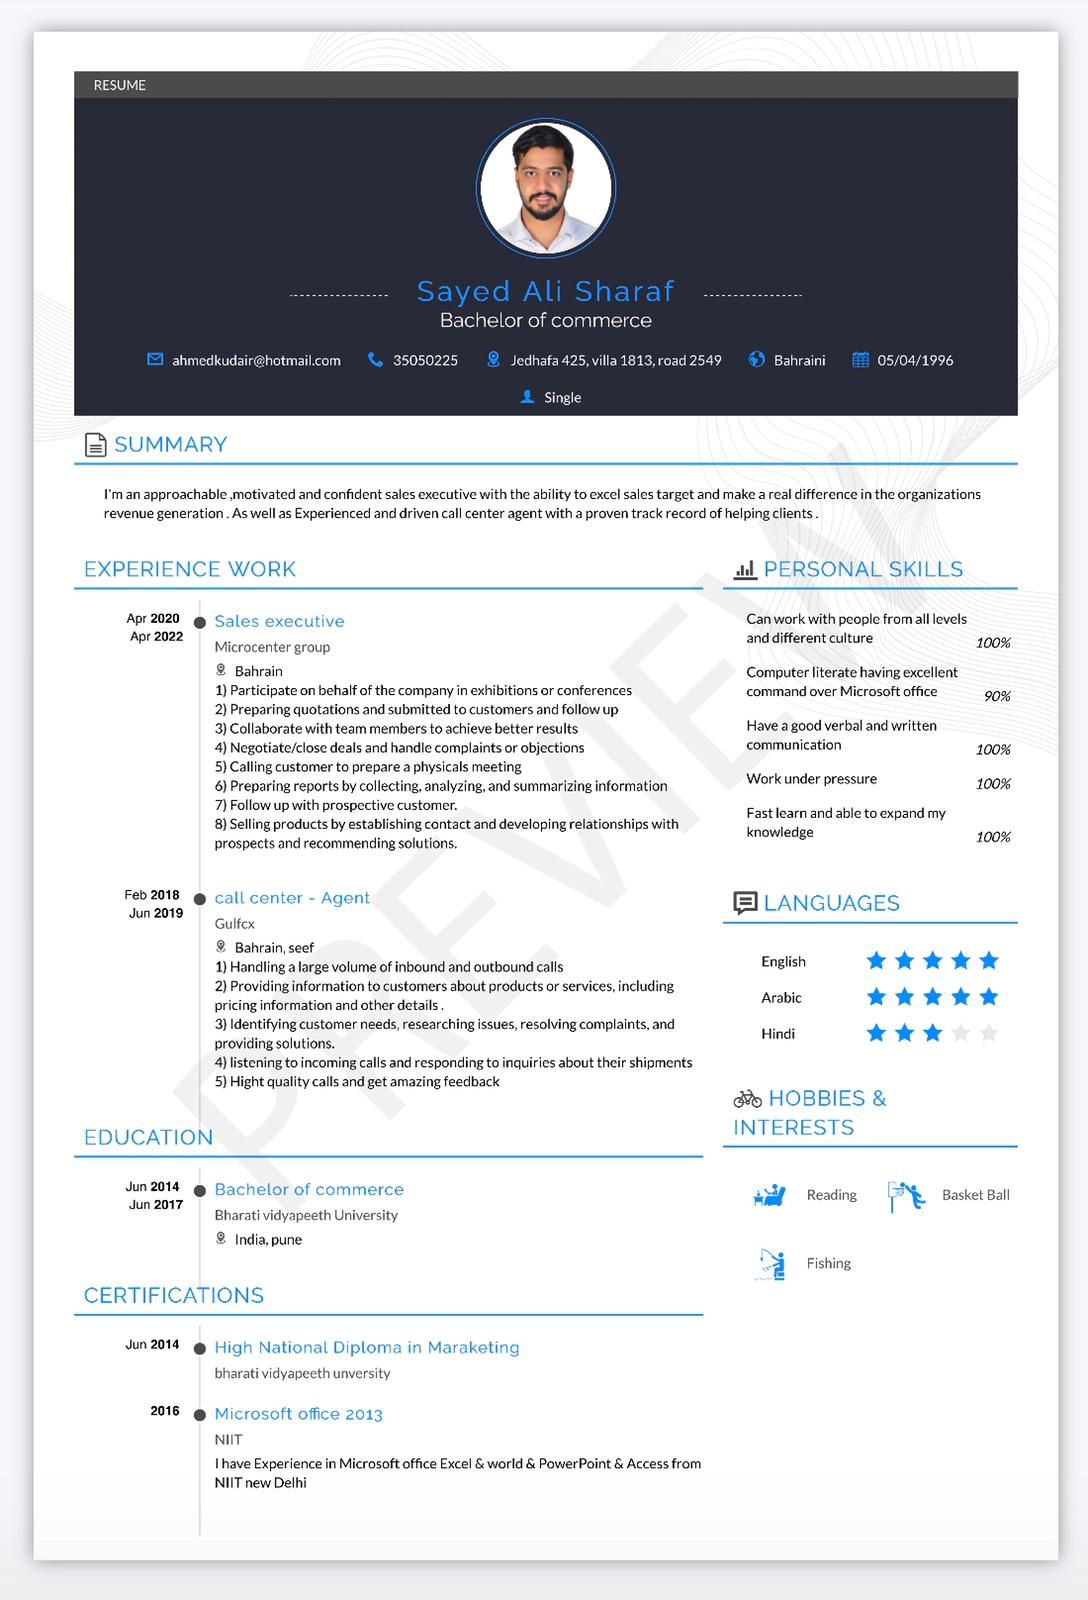 RESUME
Sayed Ali Sharaf
Bachelor of commerce
ahmedkudair@hotmail.com 35050225 Jedhafa 425, villa 1813, road 2549 Bahraini 05/04/1996
Single
SUMMARY
I'm an approachable ,motivated and confident sales executive with the ability to excel sales target and make a real difference in the organizations
revenue generation . As well as Experienced and driven call center agent with a proven track record of helping clients .
EXPERIENCE WORK
Apr 2020
Apr 2022
Sales executive
Microcenter group
Bahrain
1) Participate on behalf of the company in exhibitions or conferences
2) Preparing quotations and submitted to customers and follow up
3) Collaborate with team members to achieve better results
4) Negotiate/close deals and handle complaints or objections
5) Calling customer to prepare a physicals meeting
6) Preparing reports by collecting, analyzing, and summarizing information
7) Follow up with prospective customer.
8) Selling products by establishing contact and developing relationships with
prospects and recommending solutions.
Feb 2018
Jun 2019
call center - Agent
Gulfcx
Bahrain, seef
1) Handling a large volume of inbound and outbound calls
2) Providing information to customers about products or services, including
pricing information and other details .
3) Identifying customer needs, researching issues, resolving complaints, and
providing solutions.
4) listening to incoming calls and responding to inquiries about their shipments
5) Hight quality calls and get amazing feedback
EDUCATION
Jun 2014
Jun 2017
Bachelor of commerce
Bharati vidyapeeth University
India, pune
CERTIFICATIONS
Jun 2014
High National Diploma in Maraketing
bharati vidyapeeth unversity
2016
Microsoft office 2013
NIIT
I have Experience in Microsoft office Excel & world & PowerPoint & Access from
NIIT new Delhi
PERSONAL SKILLS
Can work with people from all levels
and different culture 100%
Computer literate having excellent
command over Microsoft office 90%
Have a good verbal and written
communication 100%
Work under pressure 100%
Fast learn and able to expand my
knowledge 100%
LANGUAGES
English
Arabic
Hindi
HOBBIES &
INTERESTS
Reading Basket Ball
Fishing
PREVIEW